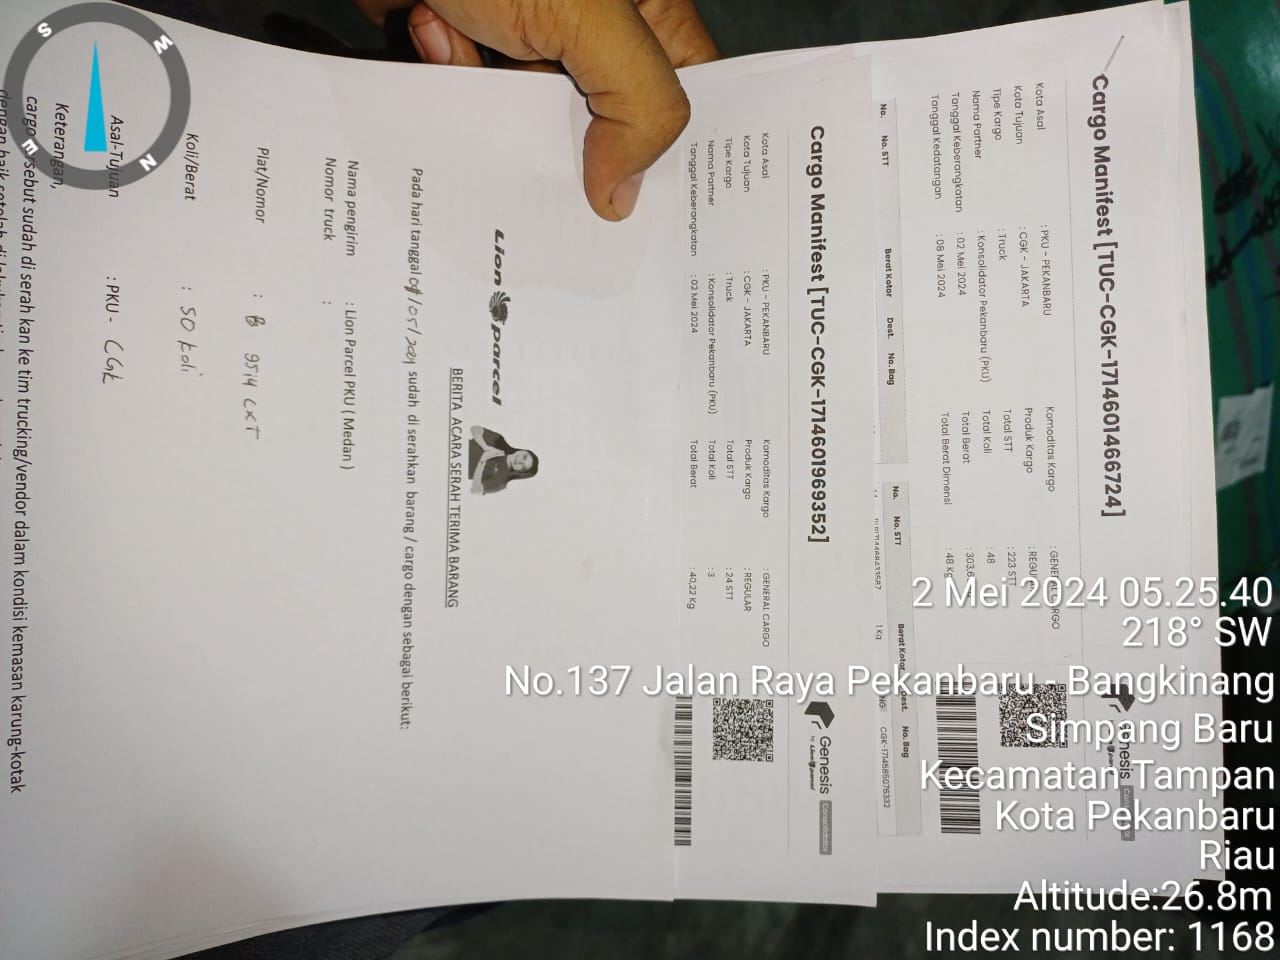 Cargo Manifest [TUC-CGK-1714601466724]
Kota Asal : PKU - PEKANBARU Komoditas Kargo : GENERAL CARGO
Kota Tujuan : CGK - JAKARTA Produk Kargo : REGU
Tipe Kargo : Truck Total STT : 223 STT
Nama Partner : Konsolidator Pekanbaru (PKU) Total Koli : 48
Tanggal Keberangkatan : 02 Mei 2024 Total Berat : 303,6
Tanggal Kedatangan : 08 Mei 2024 Total Berat Dimensi : 48 Kg
Genesis
No. No. STT Berat Kotor Dest. No. Bag
No. No. STT Berat Kotor Dest. No. Bag
1 Kg CGK-1714585076332
Cargo Manifest [TUC-CGK-1714601969352]
Genesis Consolidator
by Lion parcel
Kota Asal : PKU - PEKANBARU Komoditas Kargo : GENERAL CARGO
Kota Tujuan : CGK - JAKARTA Produk Kargo : REGULAR
Tipe Kargo : Truck Total STT : 24 STT
Nama Partner : Konsolidator Pekanbaru (PKU) Total Koli : 3
Tanggal Keberangkatan : 02 Mei 2024 Total Berat : 40,22 Kg
Lion parcel
BERITA ACARA SERAH TERIMA BARANG
Pada hari tanggal /05/2024 sudah di serahkan barang / cargo dengan sebagai berikut:
Nama pengirim : Lion Parcel PKU ( Medan )
Nomor truck :
Plat/Nomor : B 9514 CXT
Koli/Berat : 50 koli
Asal-Tujuan : PKU - CGK
Keterangan,
cargo sebut sudah di serah kan ke tim trucking/vendor dalam kondisi kemasan karung-kotak
S
W
N
E
2 Mei 2024 05.25.40
218° SW
No.137 Jalan Raya Pekanbaru - Bangkinang
Simpang Baru
Kecamatan Tampan
Kota Pekanbaru
Riau
Altitude:26.8m
Index number: 1168